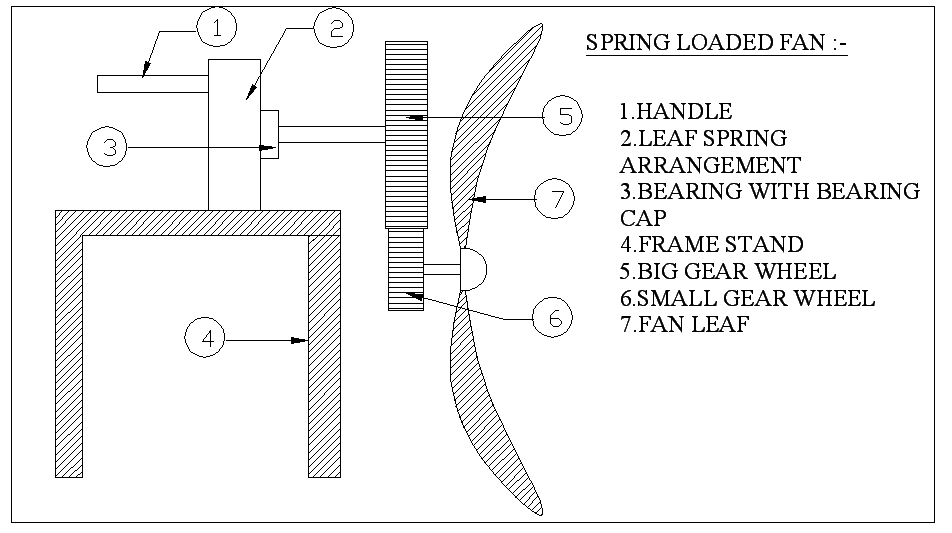 1
2
SPRING LOADED FAN :-
5
3
7
6
4
1.HANDLE
2.LEAF SPRING
ARRANGEMENT
3.BEARING WITH BEARING
CAP
4.FRAME STAND
5.BIG GEAR WHEEL
6.SMALL GEAR WHEEL
7.FAN LEAF